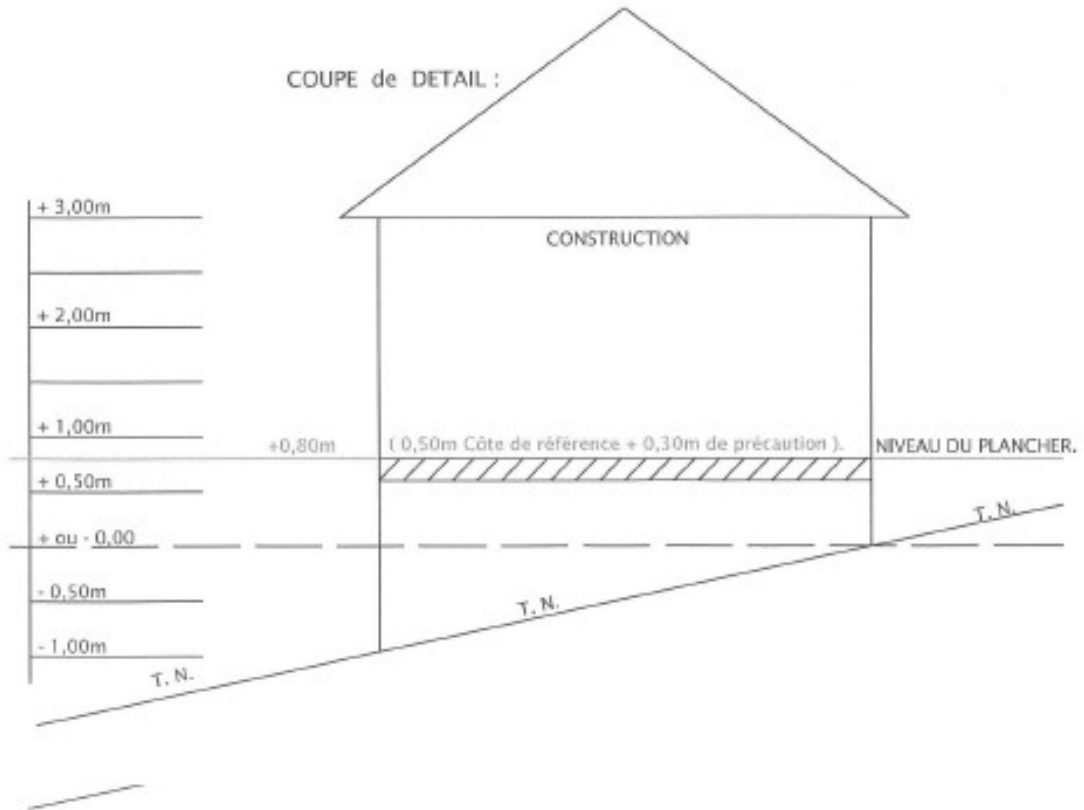 COUPE de DETAIL :
+ 3,00m
CONSTRUCTION
+ 2,00m
+ 1,00m
+0,80m
( 0,50m Côte de référence + 0,30m de précaution ).
NIVEAU DU PLANCHER.
+ 0,50m
T. N.
+ ou - 0,00
- 0,50m
T. N.
- 1,00m
T. N.